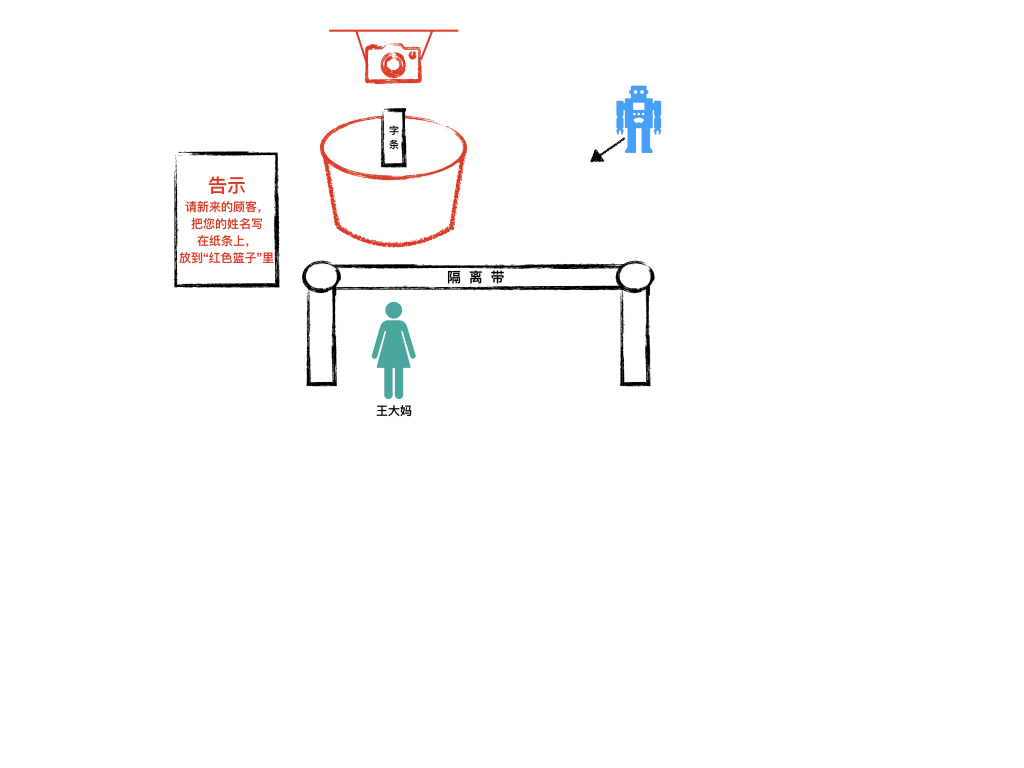 字
条
告示
请新来的顾客，
把您的姓名写
在纸条上，
放到“红色篮子”里
隔 离 带
王大妈